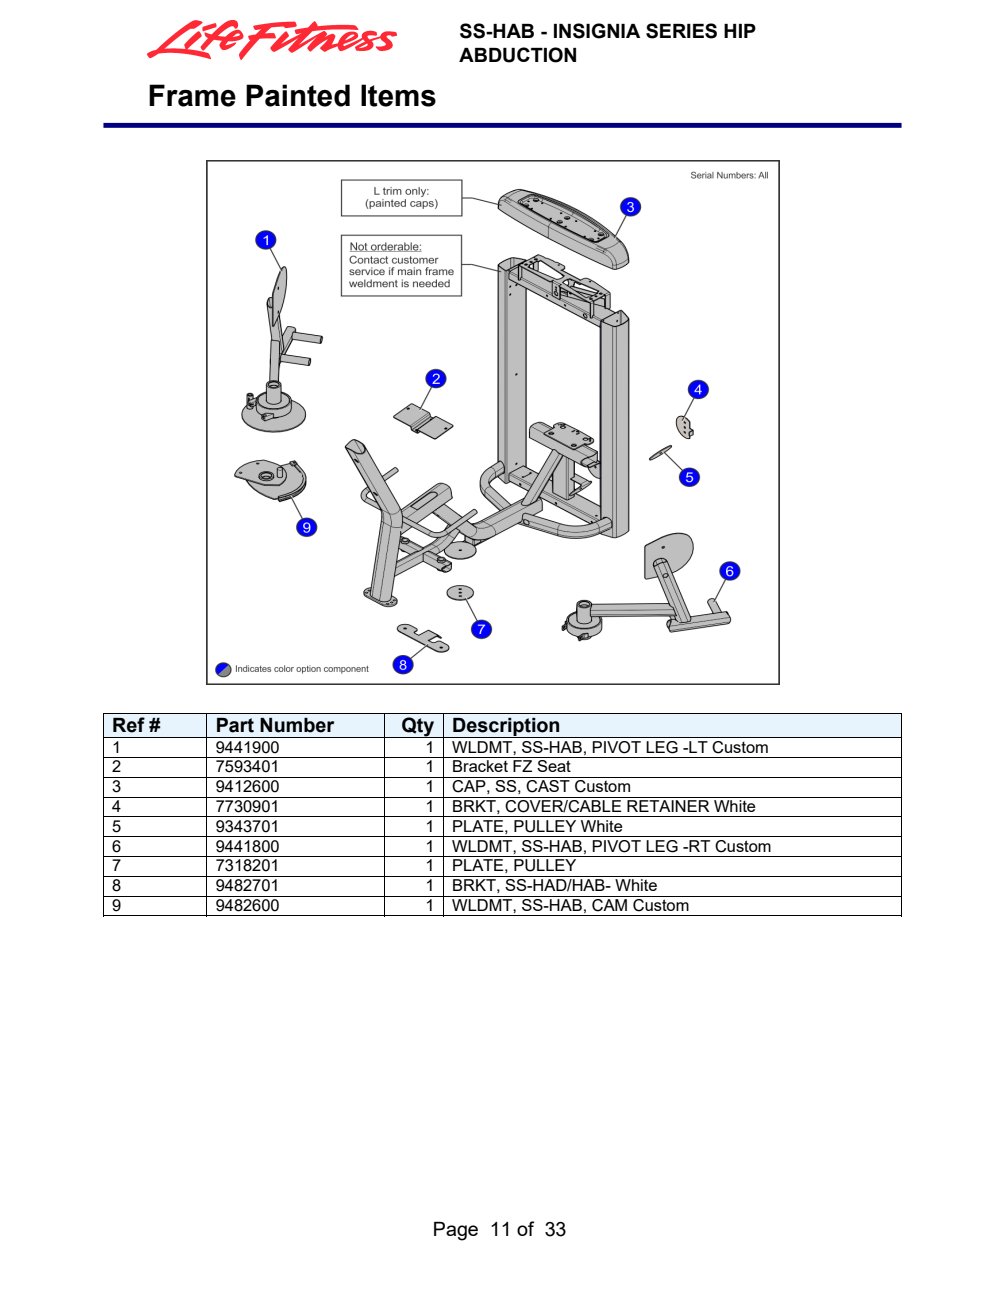 Life Fitness
SS-HAB - INSIGNIA SERIES HIP
ABDUCTION
Frame Painted Items
Serial Numbers: All
L trim only:
(painted caps)
3
1
Not orderable:
Contact customer
service if main frame
weldment is needed
2
4
5
9
6
7
8
Indicates color option component
Ref # Part Number Qty Description
1 9441900 1 WLDMT, SS-HAB, PIVOT LEG -LT Custom
2 7593401 1 Bracket FZ Seat
3 9412600 1 CAP, SS, CAST Custom
4 7730901 1 BRKT, COVER/CABLE RETAINER White
5 9343701 1 PLATE, PULLEY White
6 9441800 1 WLDMT, SS-HAB, PIVOT LEG -RT Custom
7 7318201 1 PLATE, PULLEY
8 9482701 1 BRKT, SS-HAD/HAB- White
9 9482600 1 WLDMT, SS-HAB, CAM Custom
Page 11 of 33